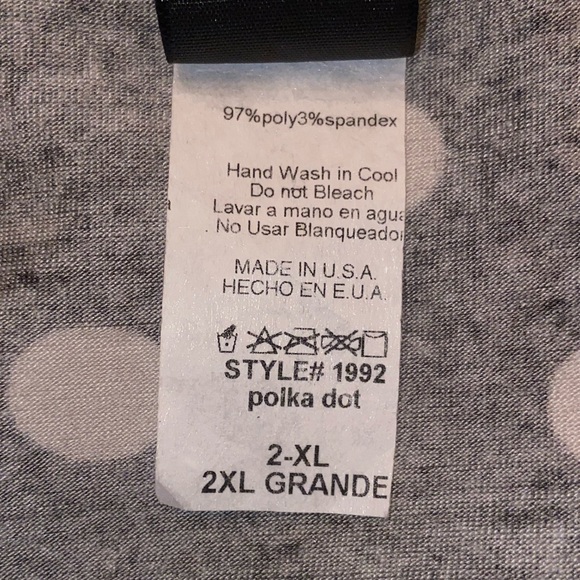 97%poly3%spandex
Hand Wash in Cool
Do not Bleach
Lavar a mano en agua
. No Usar Blanqueador
MADE IN U.S.A.
HECHO EN E.U.A.
STYLE# 1992
polka dot
2-XL
2XL GRANDE